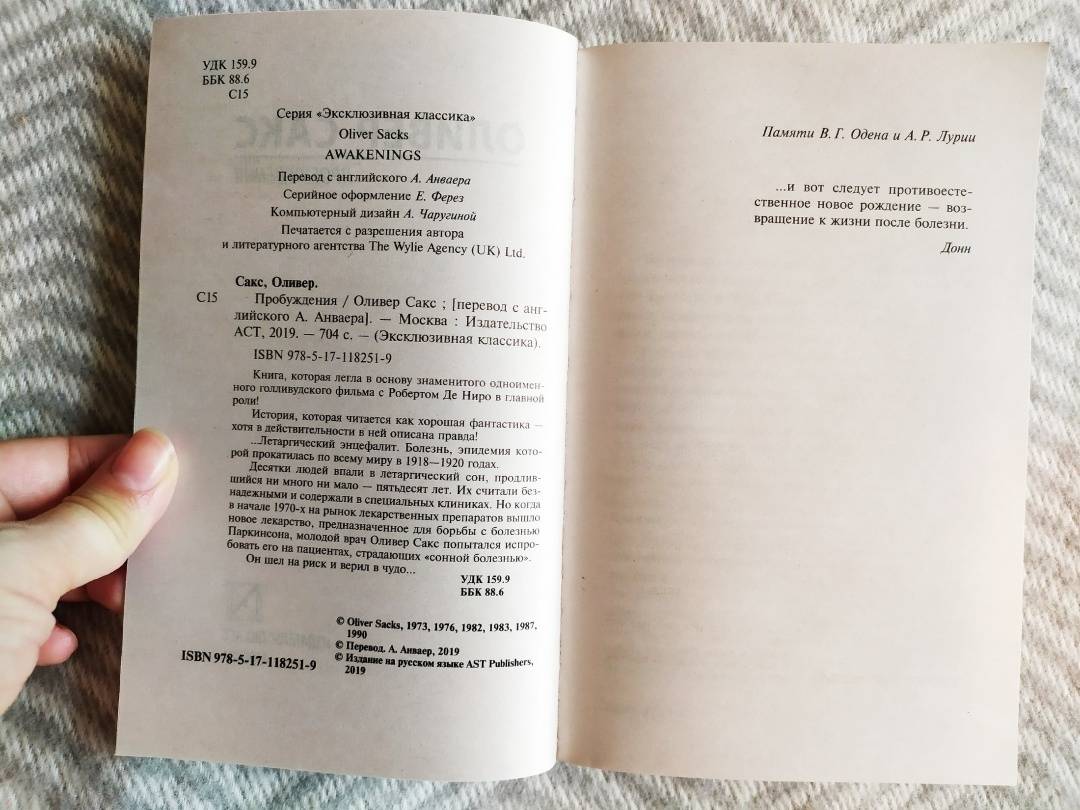 УДК 159.9
ББК 88.6
С15
Серия «Эксклюзивная классика»
Oliver Sacks
AWAKENINGS
Перевод с английского А. Анваера
Серийное оформление Е. Ферез
Компьютерный дизайн А. Чаругиной
Печатается с разрешения автора
и литературного агентства The Wylie Agency (UK) Ltd.
Сакс, Оливер.
С15 Пробуждения / Оливер Сакс ; [перевод с анг-
лийского А. Анваера]. — Москва : Издательство
АСТ, 2019. — 704 с. — (Эксклюзивная классика).
ISBN 978-5-17-118251-9
Книга, которая легла в основу знаменитого одноимен-
ного голливудского фильма с Робертом Де Ниро в главной
роли!
История, которая читается как хорошая фантастика —
хотя в действительности в ней описана правда!
...Летаргический энцефалит. Болезнь, эпидемия кото-
рой прокатилась по всему миру в 1918—1920 годах.
Десятки людей впали в летаргический сон, продлив-
шийся ни много ни мало — пятьдесят лет. Их считали без-
надежными и содержали в специальных клиниках. Но когда
в начале 1970-х на рынок лекарственных препаратов вышло
новое лекарство, предназначенное для борьбы с болезнью
Паркинсона, молодой врач Оливер Сакс попытался испро-
бовать его на пациентах, страдающих «сонной болезнью».
Он шел на риск и верил в чудо...
УДК 159.9
ББК 88.6
© Oliver Sacks, 1973, 1976, 1982, 1983, 1987,
1990
© Перевод. А. Анваер, 2019
© Издание на русском языке AST Publishers,
2019
ISBN 978-5-17-118251-9
Памяти В. Г. Одена и А. Р. Лурии
...и вот следует противоесте-
ственное новое рождение — воз-
вращение к жизни после болезни.
Донн